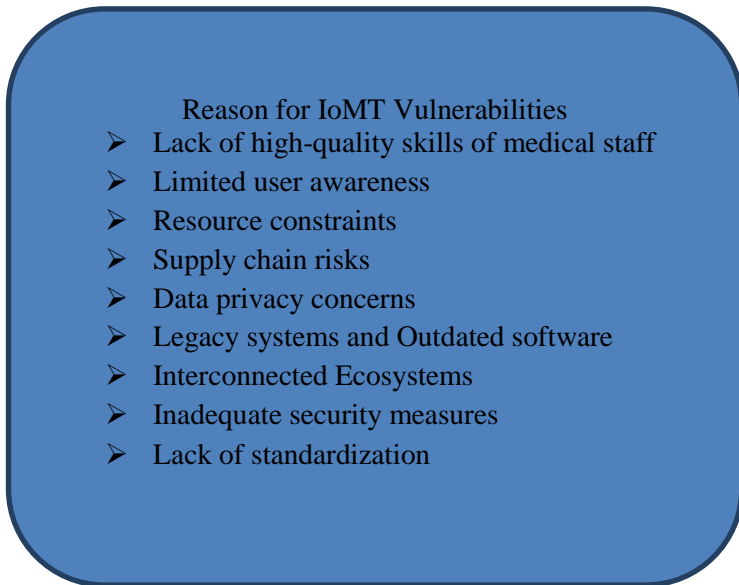 Reason for IoMT Vulnerabilities
➢ Lack of high-quality skills of medical staff
➢ Limited user awareness
➢ Resource constraints
➢ Supply chain risks
➢ Data privacy concerns
➢ Legacy systems and Outdated software
➢ Interconnected Ecosystems
➢ Inadequate security measures
➢ Lack of standardization